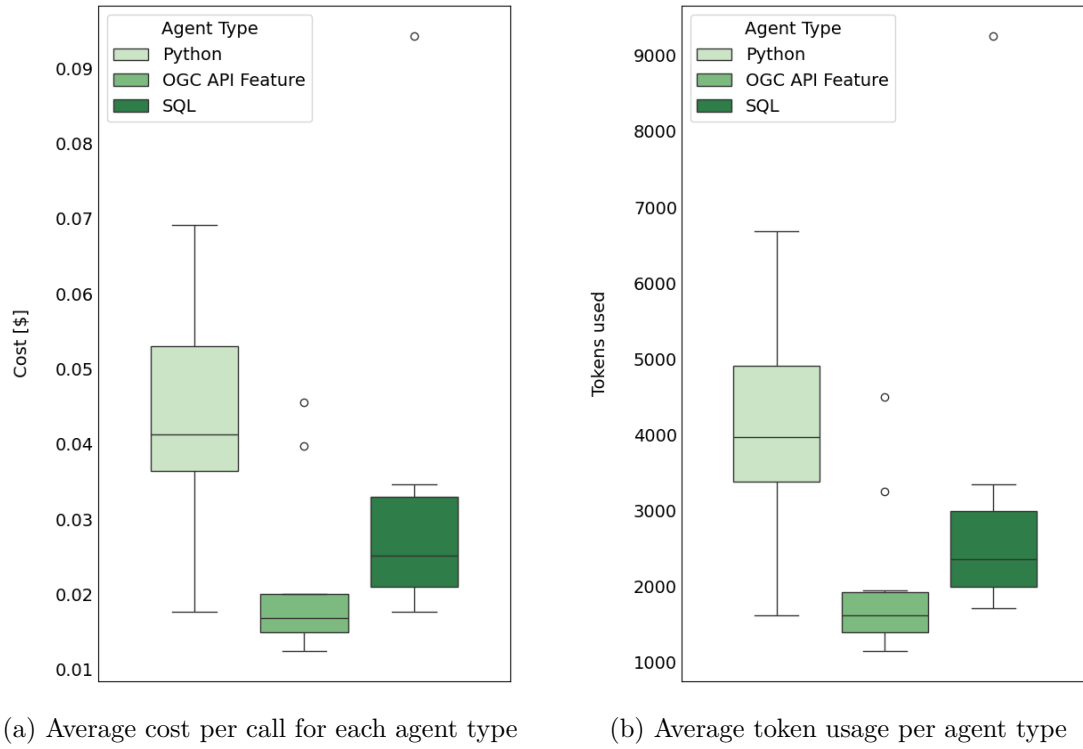 Agent Type
Python
OGC API Feature
SQL
0.09
0.08
0.07
0.06
0.05
0.04
0.03
0.02
0.01
Cost [$]
(a) Average cost per call for each agent type
Agent Type
Python
OGC API Feature
SQL
9000
8000
7000
6000
5000
4000
3000
2000
1000
Tokens used
(b) Average token usage per agent type